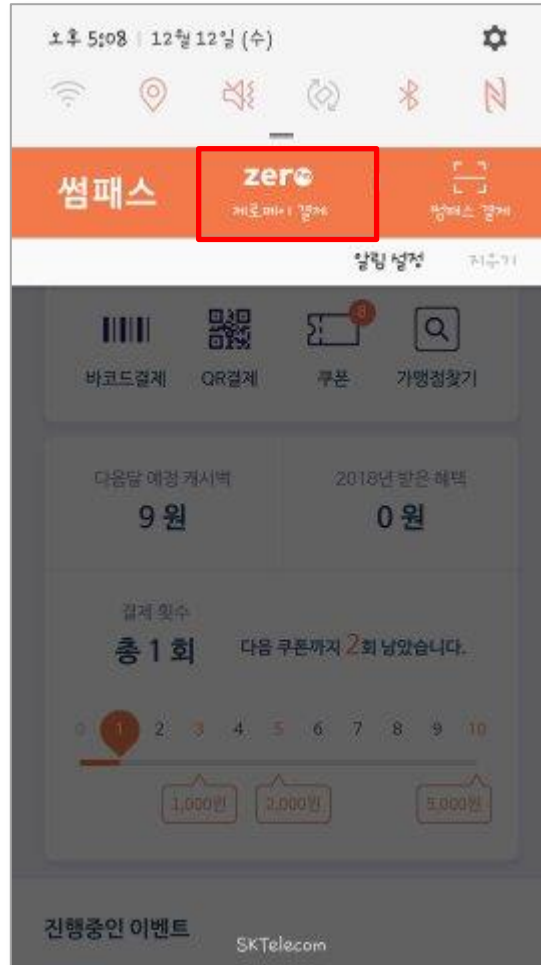 오후 5:08 | 12월 12일 (수)
썸패스
zero Pay
제로페이 결제
썸패스 결제
알림 설정
지우기
8
바코드결제
QR결제
쿠폰
가맹점찾기
다음달 예정 캐시백
2018년 받은 혜택
9 원
0 원
결제 횟수
총 1 회
다음 쿠폰까지 2회 남았습니다.
0 1 2 3 4 5 6 7 8 9 10
1,000원 2,000원 5,000원
진행중인 이벤트
SKTelecom